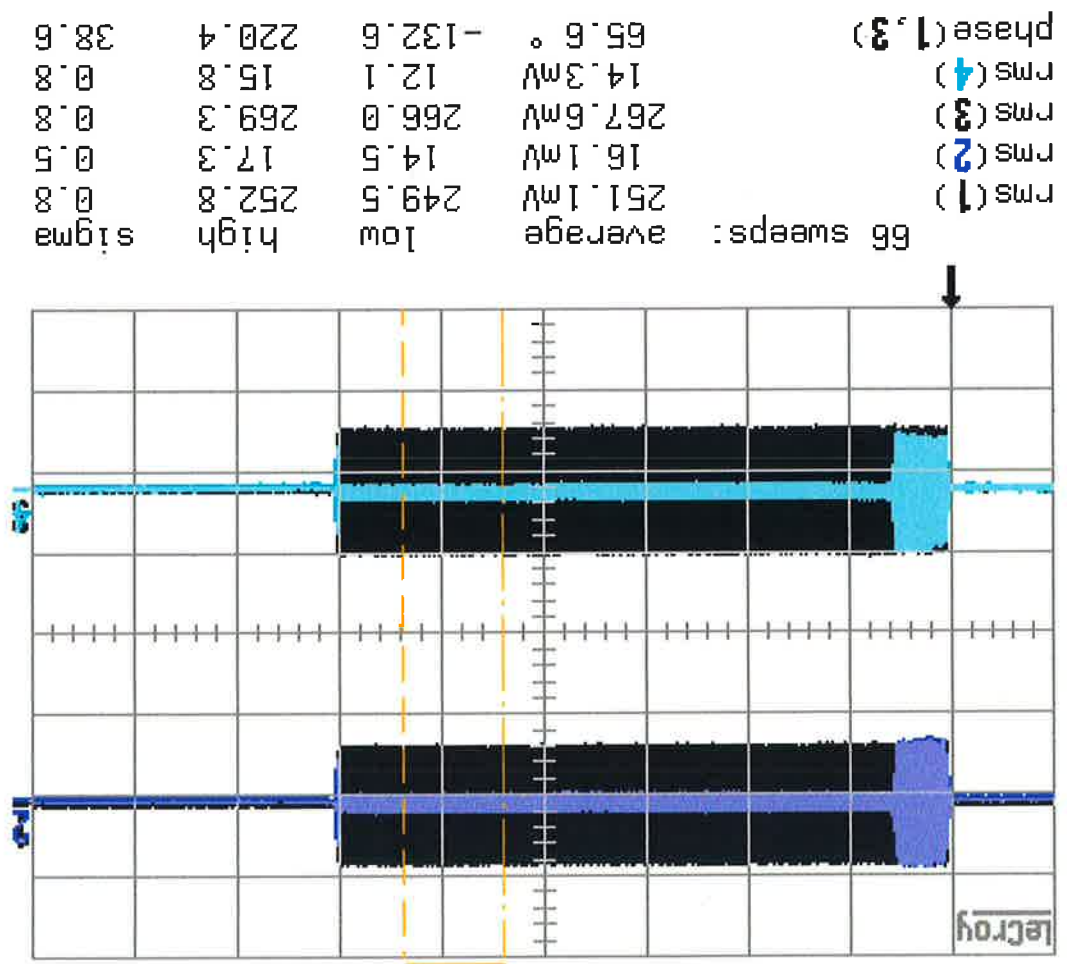 LeCroy
66 sweeps: average low high sigma
rms(1) 251.1mV 249.5 252.8 0.8
rms(2) 16.1mV 14.5 17.3 0.5
rms(3) 267.6mV 266.0 269.3 0.8
rms(4) 14.3mV 12.1 15.8 0.8
phase(1,3) 65.6 ° -132.6 220.4 38.6